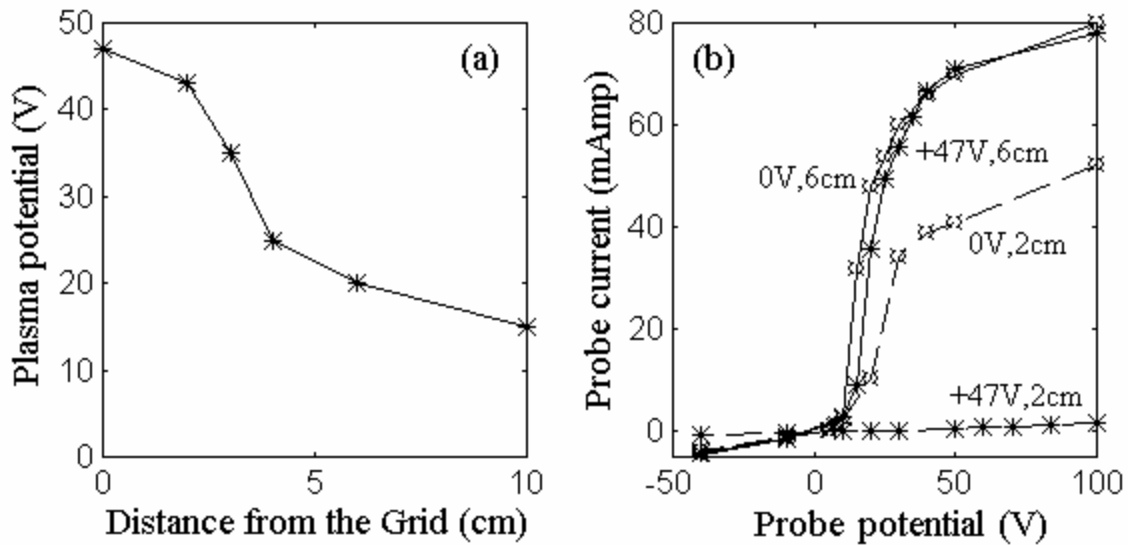 50
40
30
20
10
0
0
5
10
Plasma potential (V)
Distance from the Grid (cm)
(a)
80
60
40
20
0
-50
0
50
100
Probe current (mAmp)
Probe potential (V)
(b)
+47V,6cm
0V,6cm
0V,2cm
+47V,2cm